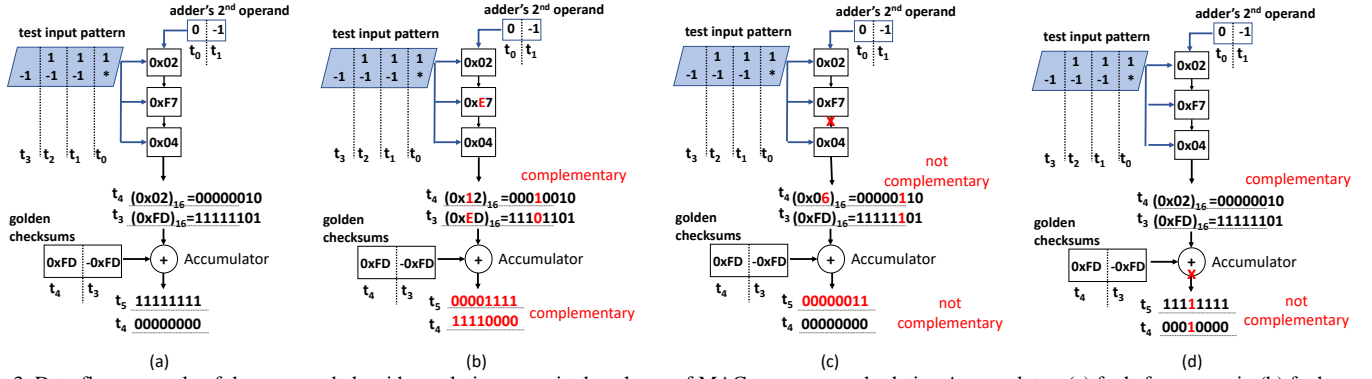 adder's 2nd operand
0 -1
t0 t1
test input pattern
1 1 1
-1 -1 -1 *
t3 t2 t1 t0
0x02
0xF7
0x04
t4 (0x02)16=00000010
t3 (0xFD)16=11111101
golden checksums
0xFD -0xFD
t4 t3
+ Accumulator
t5 11111111
t4 00000000
(a)
adder's 2nd operand
0 -1
t0 t1
test input pattern
1 1 1
-1 -1 -1 *
t3 t2 t1 t0
0x02
0xE7
0x04
complementary
t4 (0x12)16=00010010
t3 (0xED)16=11101101
golden checksums
0xFD -0xFD
t4 t3
+ Accumulator
t5 00001111
t4 11110000
complementary
(b)
adder's 2nd operand
0 -1
t0 t1
test input pattern
1 1 1
-1 -1 -1 *
t3 t2 t1 t0
0x02
0xF7
x
0x04
not complementary
t4 (0x06)16=00000110
t3 (0xFD)16=11111101
golden checksums
0xFD -0xFD
t4 t3
+ Accumulator
t5 00000011
t4 00000000
not complementary
(c)
adder's 2nd operand
0 -1
t0 t1
test input pattern
1 1 1
-1 -1 -1 *
t3 t2 t1 t0
0x02
0xF7
0x04
complementary
t4 (0x02)16=00000010
t3 (0xFD)16=11111101
golden checksums
0xFD -0xFD
t4 t3
+ Accumulator
x
t5 11111111
t4 00010000
not complementary
(d)